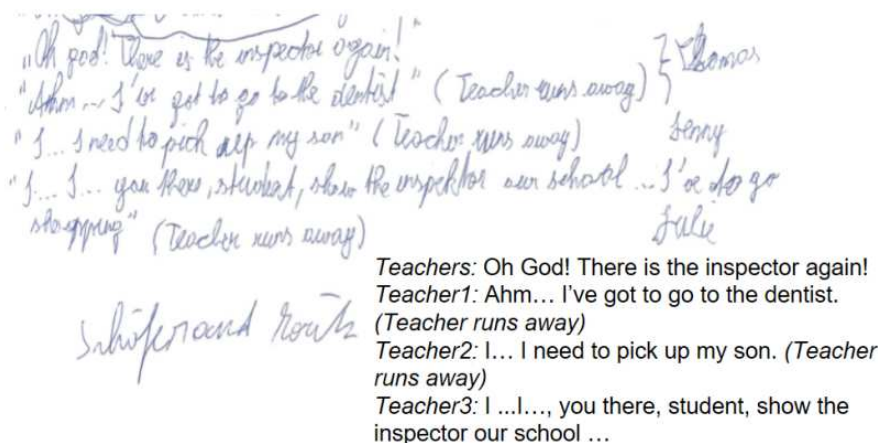 "Oh god! There is the inspector again!"
"Ahm... I've got to go to the dentist" (Teacher runs away) } Thomas
"I... I need to pick up my son" (Teacher runs away) Jenny
"I... I... you there, student, show the inspektor our school ... I've to go
shopping" (Teacher runs away) Julie
Teachers: Oh God! There is the inspector again!
Teacher1: Ahm… I've got to go to the dentist.
(Teacher runs away)
Teacher2: I… I need to pick up my son. (Teacher
runs away)
Teacher3: I ...I…, you there, student, show the
inspector our school …